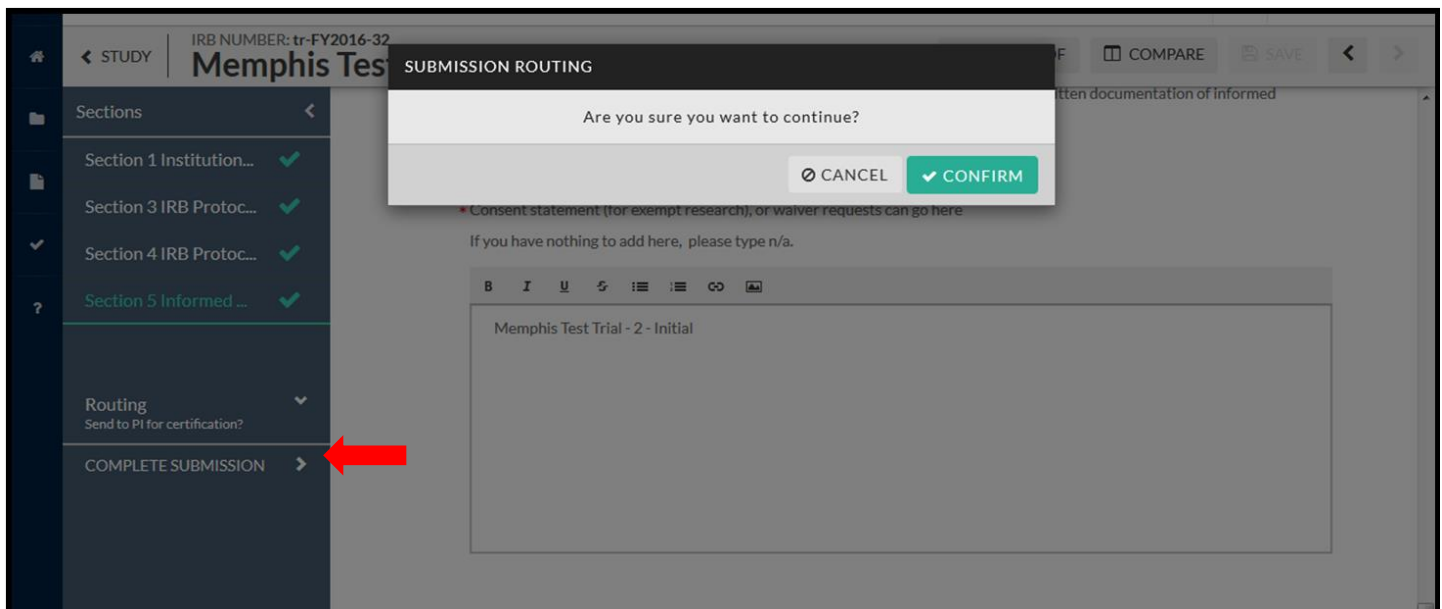 STUDY
IRB NUMBER: tr-FY2016-32
Memphis Tes
COMPARE
SAVE
SUBMISSION ROUTING
Are you sure you want to continue?
CANCEL
CONFIRM
Sections
Section 1 Institution...
Section 3 IRB Protoc...
Section 4 IRB Protoc...
Section 5 Informed ...
Routing
Send to PI for certification?
COMPLETE SUBMISSION
documentation of informed
* Consent statement (for exempt research), or waiver requests can go here
If you have nothing to add here, please type n/a.
B I U S
Memphis Test Trial - 2 - Initial